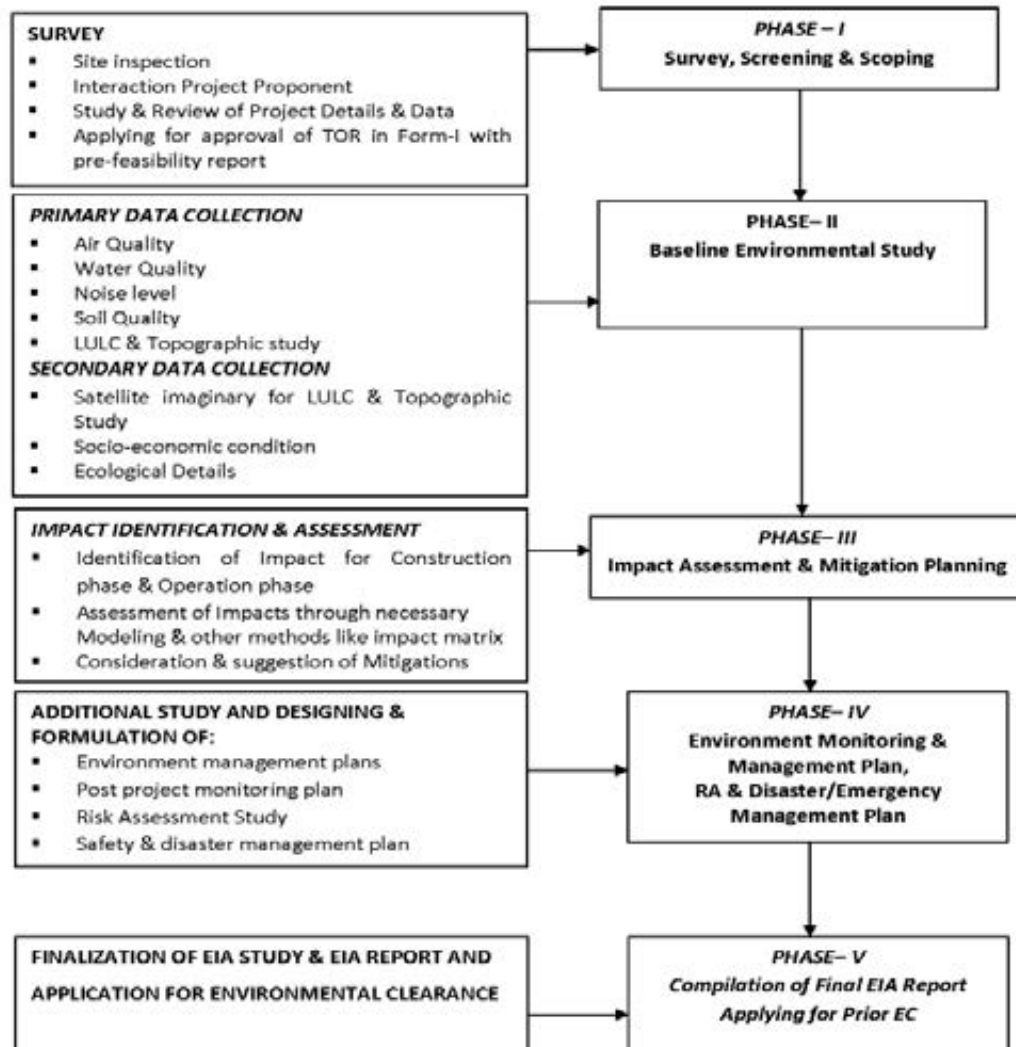 SURVEY
▪ Site inspection
▪ Interaction Project Proponent
▪ Study & Review of Project Details & Data
▪ Applying for approval of TOR in Form-I with
pre-feasibility report
PHASE – I
Survey, Screening & Scoping
PRIMARY DATA COLLECTION
▪ Air Quality
▪ Water Quality
▪ Noise level
▪ Soil Quality
▪ LULC & Topographic study
SECONDARY DATA COLLECTION
▪ Satellite imaginary for LULC & Topographic
Study
▪ Socio-economic condition
▪ Ecological Details
PHASE– II
Baseline Environmental Study
IMPACT IDENTIFICATION & ASSESSMENT
▪ Identification of Impact for Construction
phase & Operation phase
▪ Assessment of Impacts through necessary
Modeling & other methods like impact matrix
▪ Consideration & suggestion of Mitigations
PHASE– III
Impact Assessment & Mitigation Planning
ADDITIONAL STUDY AND DESIGNING &
FORMULATION OF:
▪ Environment management plans
▪ Post project monitoring plan
▪ Risk Assessment Study
▪ Safety & disaster management plan
PHASE– IV
Environment Monitoring &
Management Plan,
RA & Disaster/Emergency
Management Plan
FINALIZATION OF EIA STUDY & EIA REPORT AND
APPLICATION FOR ENVIRONMENTAL CLEARANCE
PHASE– V
Compilation of Final EIA Report
Applying for Prior EC